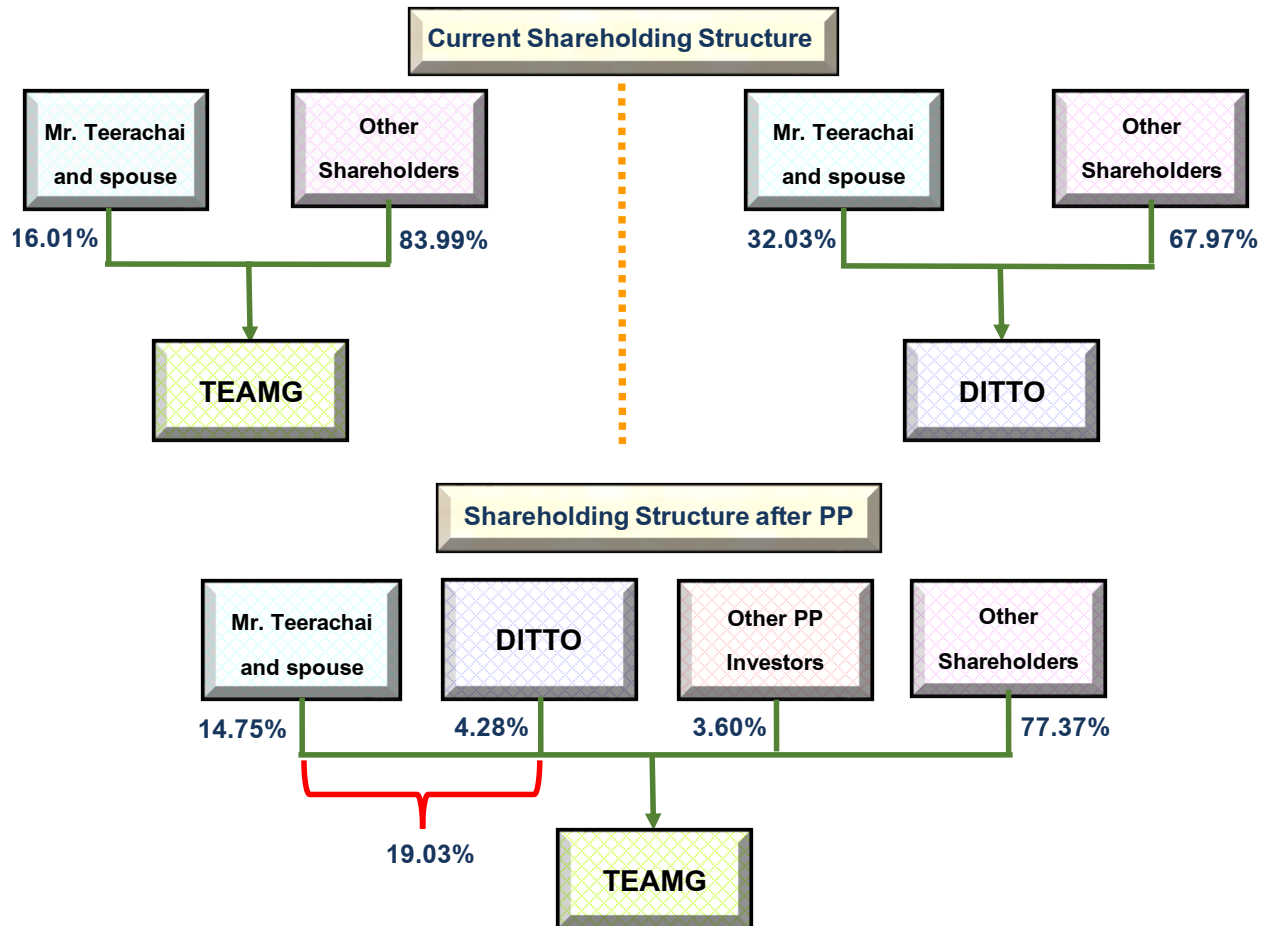 Current Shareholding Structure
Mr. Teerachai
and spouse
Other
Shareholders
Mr. Teerachai
and spouse
Other
Shareholders
16.01%
83.99%
32.03%
67.97%
TEAMG
DITTO
Shareholding Structure after PP
Mr. Teerachai
and spouse
DITTO
Other PP
Investors
Other
Shareholders
14.75%
4.28%
3.60%
77.37%
19.03%
TEAMG